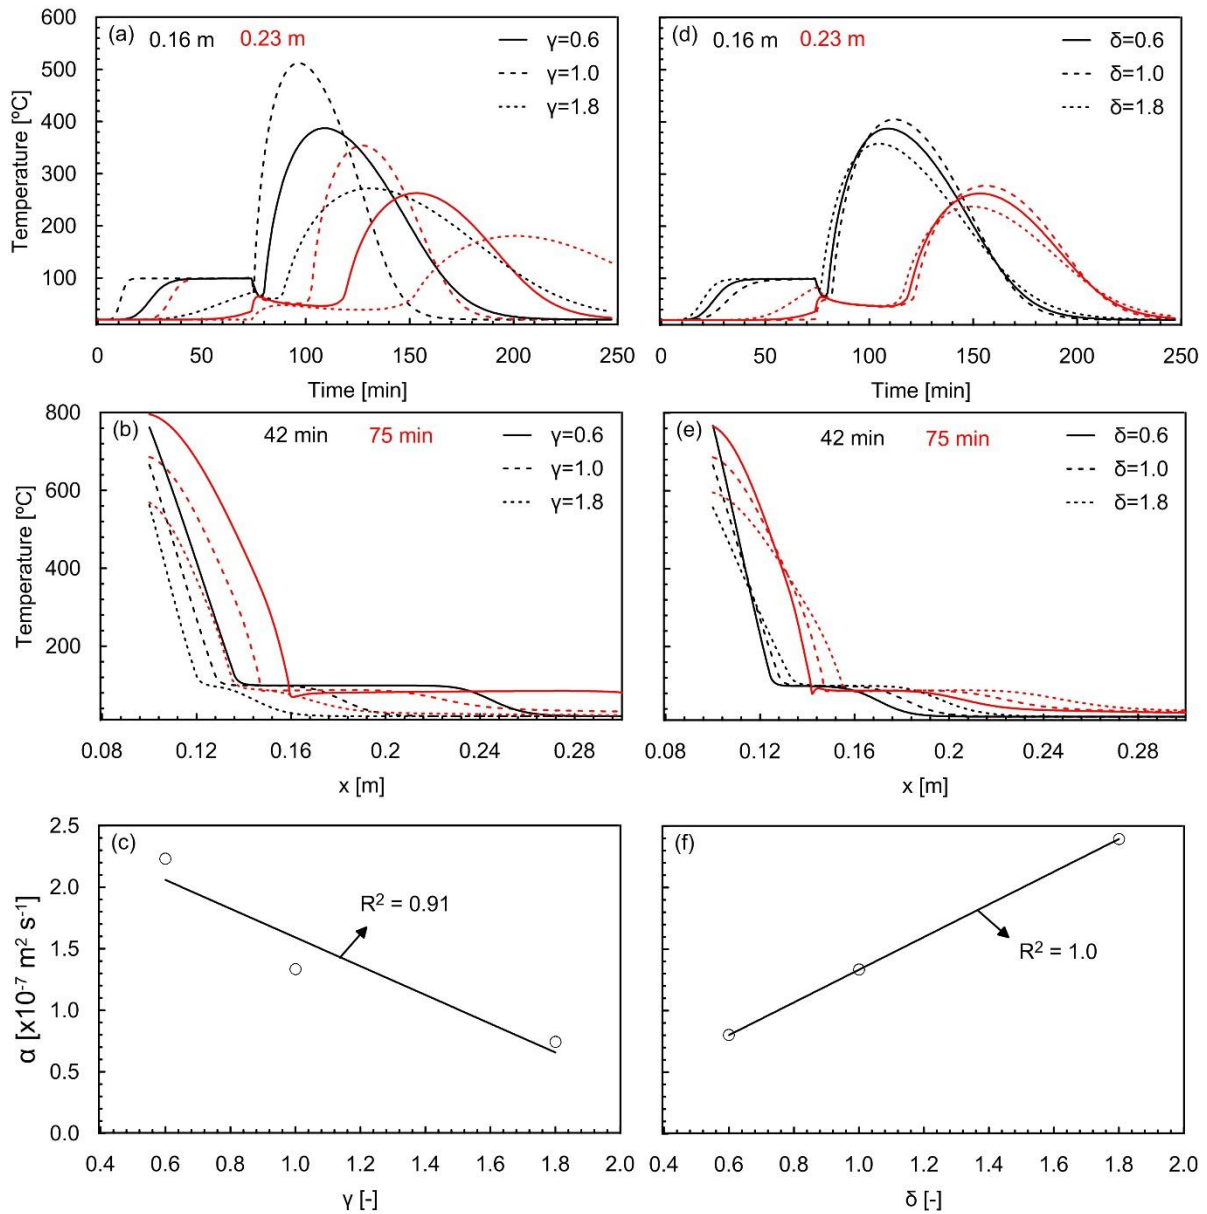 (a) 0.16 m 0.23 m
γ=0.6
γ=1.0
γ=1.8
600
500
400
300
200
100
Temperature [ºC]
0 50 100 150 200 250
Time [min]
(d) 0.16 m 0.23 m
δ=0.6
δ=1.0
δ=1.8
Temperature [ºC]
0 50 100 150 200 250
Time [min]
(b) 42 min 75 min
γ=0.6
γ=1.0
γ=1.8
800
600
400
200
Temperature [ºC]
0.08 0.12 0.16 0.2 0.24 0.28
x [m]
(e) 42 min 75 min
δ=0.6
δ=1.0
δ=1.8
Temperature [ºC]
0.08 0.12 0.16 0.2 0.24 0.28
x [m]
(c)
R² = 0.91
2.5
2.0
1.5
1.0
0.5
0.0
α [x10⁻⁷ m² s⁻¹]
0.4 0.6 0.8 1.0 1.2 1.4 1.6 1.8 2.0
γ [-]
(f)
R² = 1.0
0.4 0.6 0.8 1.0 1.2 1.4 1.6 1.8 2.0
δ [-]